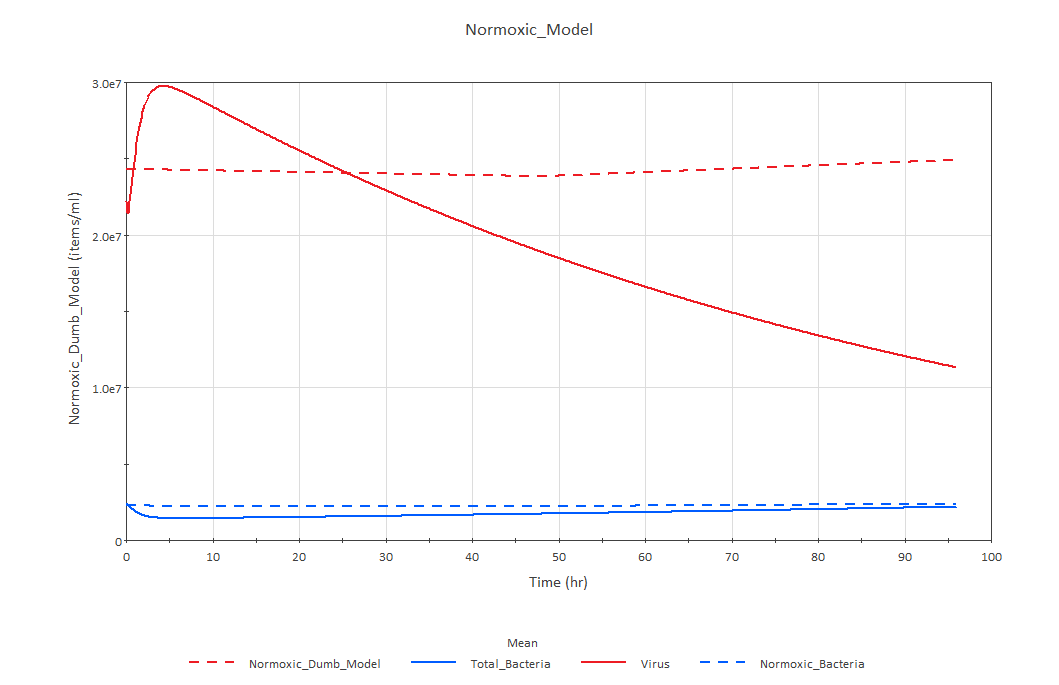 Normoxic_Model
3.0e7
2.0e7
1.0e7
0
Normoxic_Dumb_Model (items/ml)
0 10 20 30 40 50 60 70 80 90 100
Time (hr)
Mean
Normoxic_Dumb_Model Total_Bacteria Virus Normoxic_Bacteria